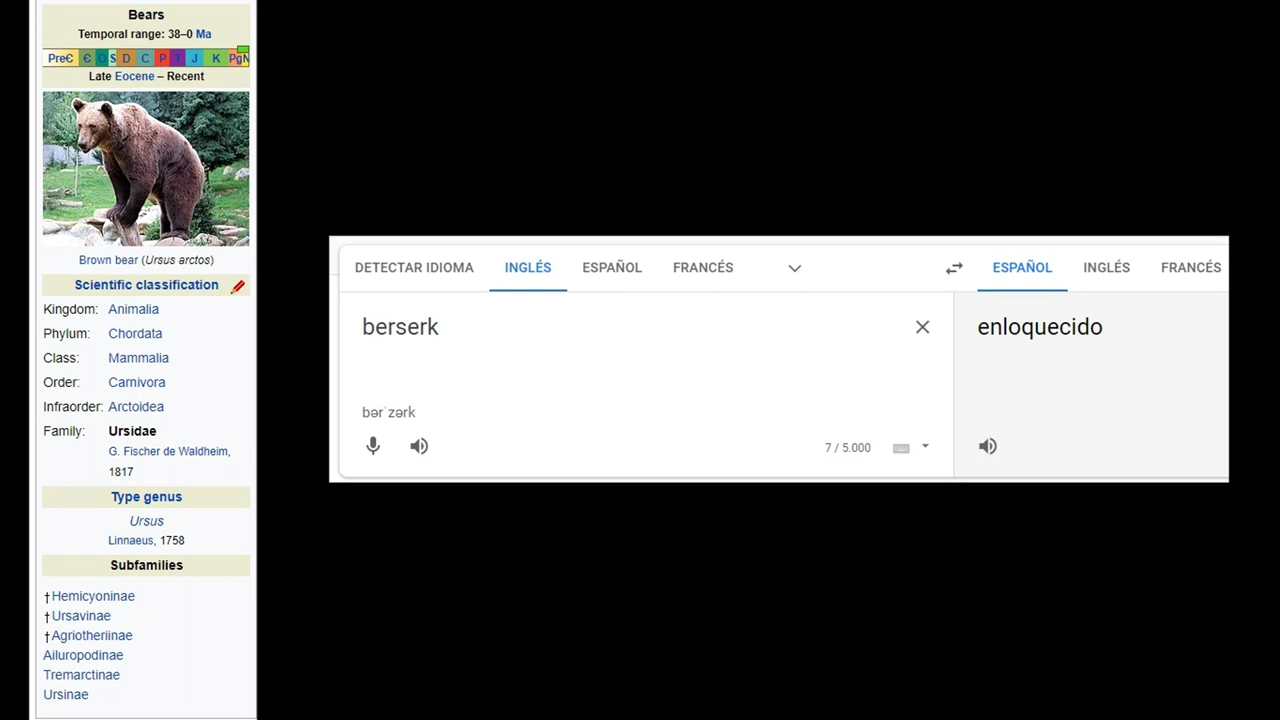 Bears
Temporal range: 38–0 Ma
PreЄ Є O S D C P T J K Pg N
Late Eocene – Recent
Brown bear (Ursus arctos)
Scientific classification
Kingdom: Animalia
Phylum: Chordata
Class: Mammalia
Order: Carnivora
Infraorder: Arctoidea
Family: Ursidae
G. Fischer de Waldheim,
1817
Type genus
Ursus
Linnaeus, 1758
Subfamilies
†Hemicyoninae
†Ursavinae
†Agriotheriinae
Ailuropodinae
Tremarctinae
Ursinae
DETECTAR IDIOMA INGLÉS ESPAÑOL FRANCÉS
berserk
bərˈzərk
7 / 5.000
ESPAÑOL INGLÉS FRANCÉS
enloquecido